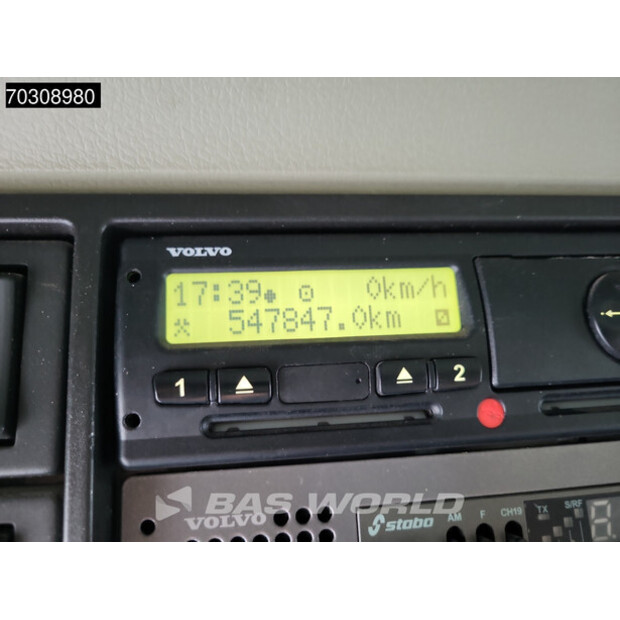 70308980
VOLVO
17:39 0km/h
547847.0km
1 2
BAS WORLD
VOLVO
stabo AM F CH19 TX S/RF